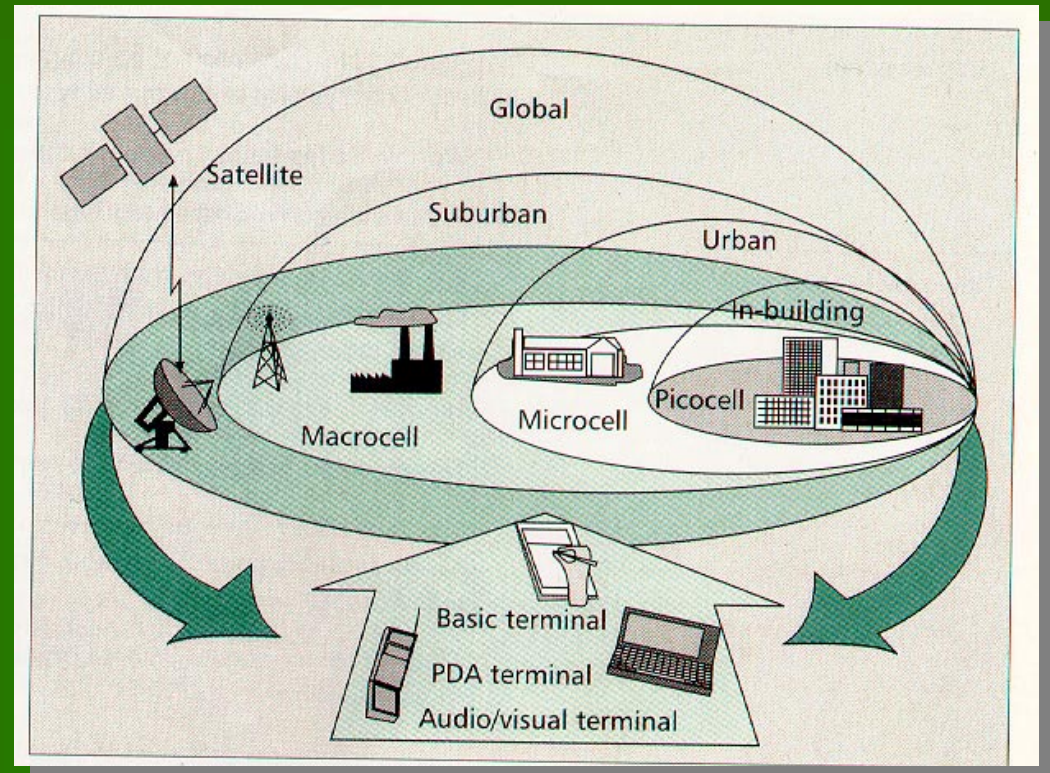 Global
Satellite
Suburban
Urban
In-building
Picocell
Microcell
Macrocell
Basic terminal
PDA terminal
Audio/visual terminal